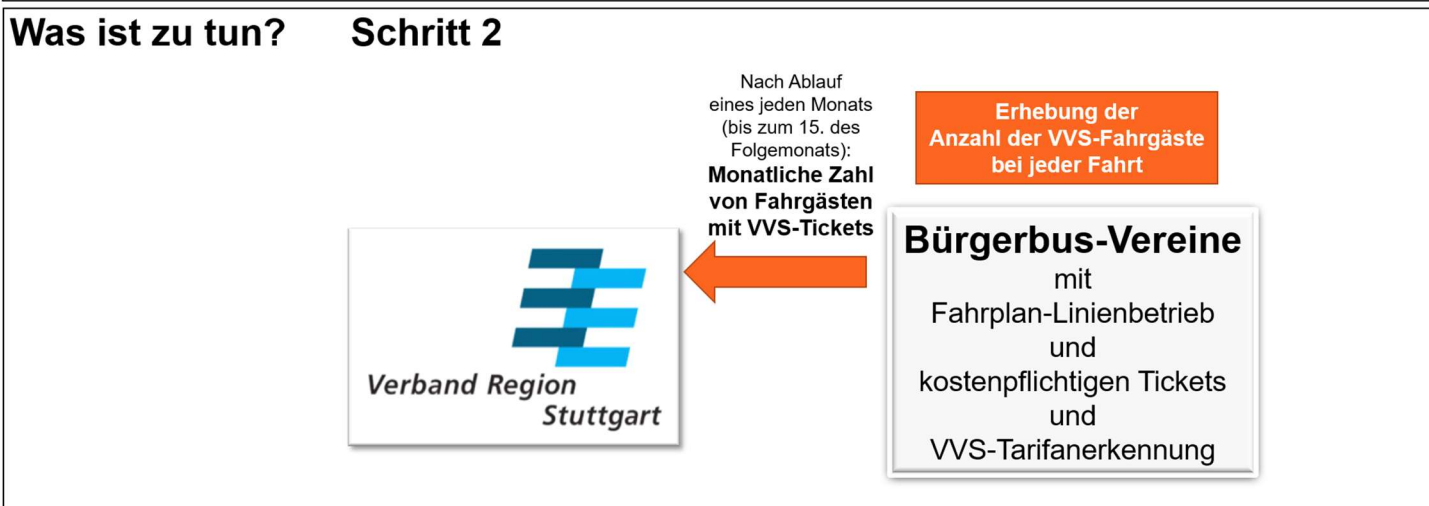 Was ist zu tun? Schritt 2
Nach Ablauf
eines jeden Monats
(bis zum 15. des
Folgemonats):
Monatliche Zahl
von Fahrgästen
mit VVS-Tickets
Erhebung der
Anzahl der VVS-Fahrgäste
bei jeder Fahrt
Verband Region
Stuttgart
Bürgerbus-Vereine
mit
Fahrplan-Linienbetrieb
und
kostenpflichtigen Tickets
und
VVS-Tarifanerkennung